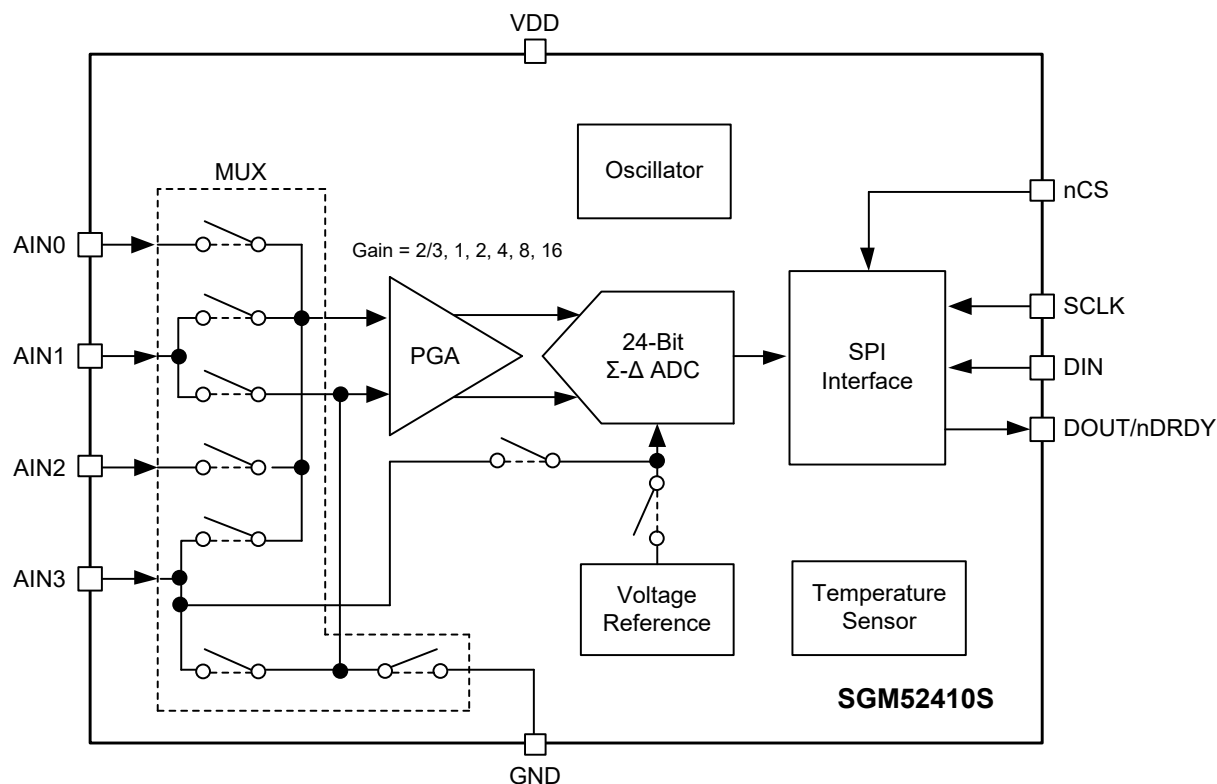 VDD
Oscillator
MUX
nCS
AIN0
Gain = 2/3, 1, 2, 4, 8, 16
SCLK
AIN1
PGA
24-Bit
Σ-Δ ADC
SPI
Interface
DIN
DOUT/nDRDY
AIN2
AIN3
Voltage
Reference
Temperature
Sensor
SGM52410S
GND